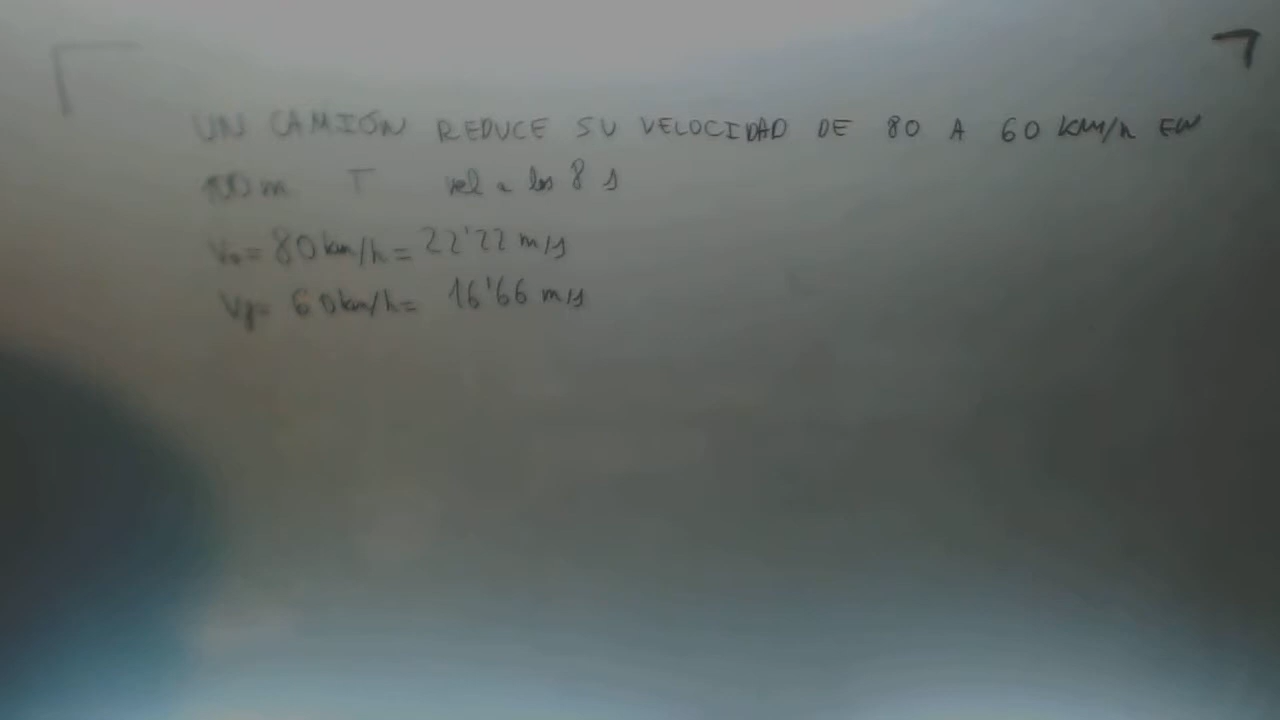 UN CAMIÓN REDUCE SU VELOCIDAD DE 80 A 60 KM/h EN
100 m T vel a los 8 s
V₀ = 80 km/h = 22'22 m/s
Vf = 60 km/h = 16'66 m/s